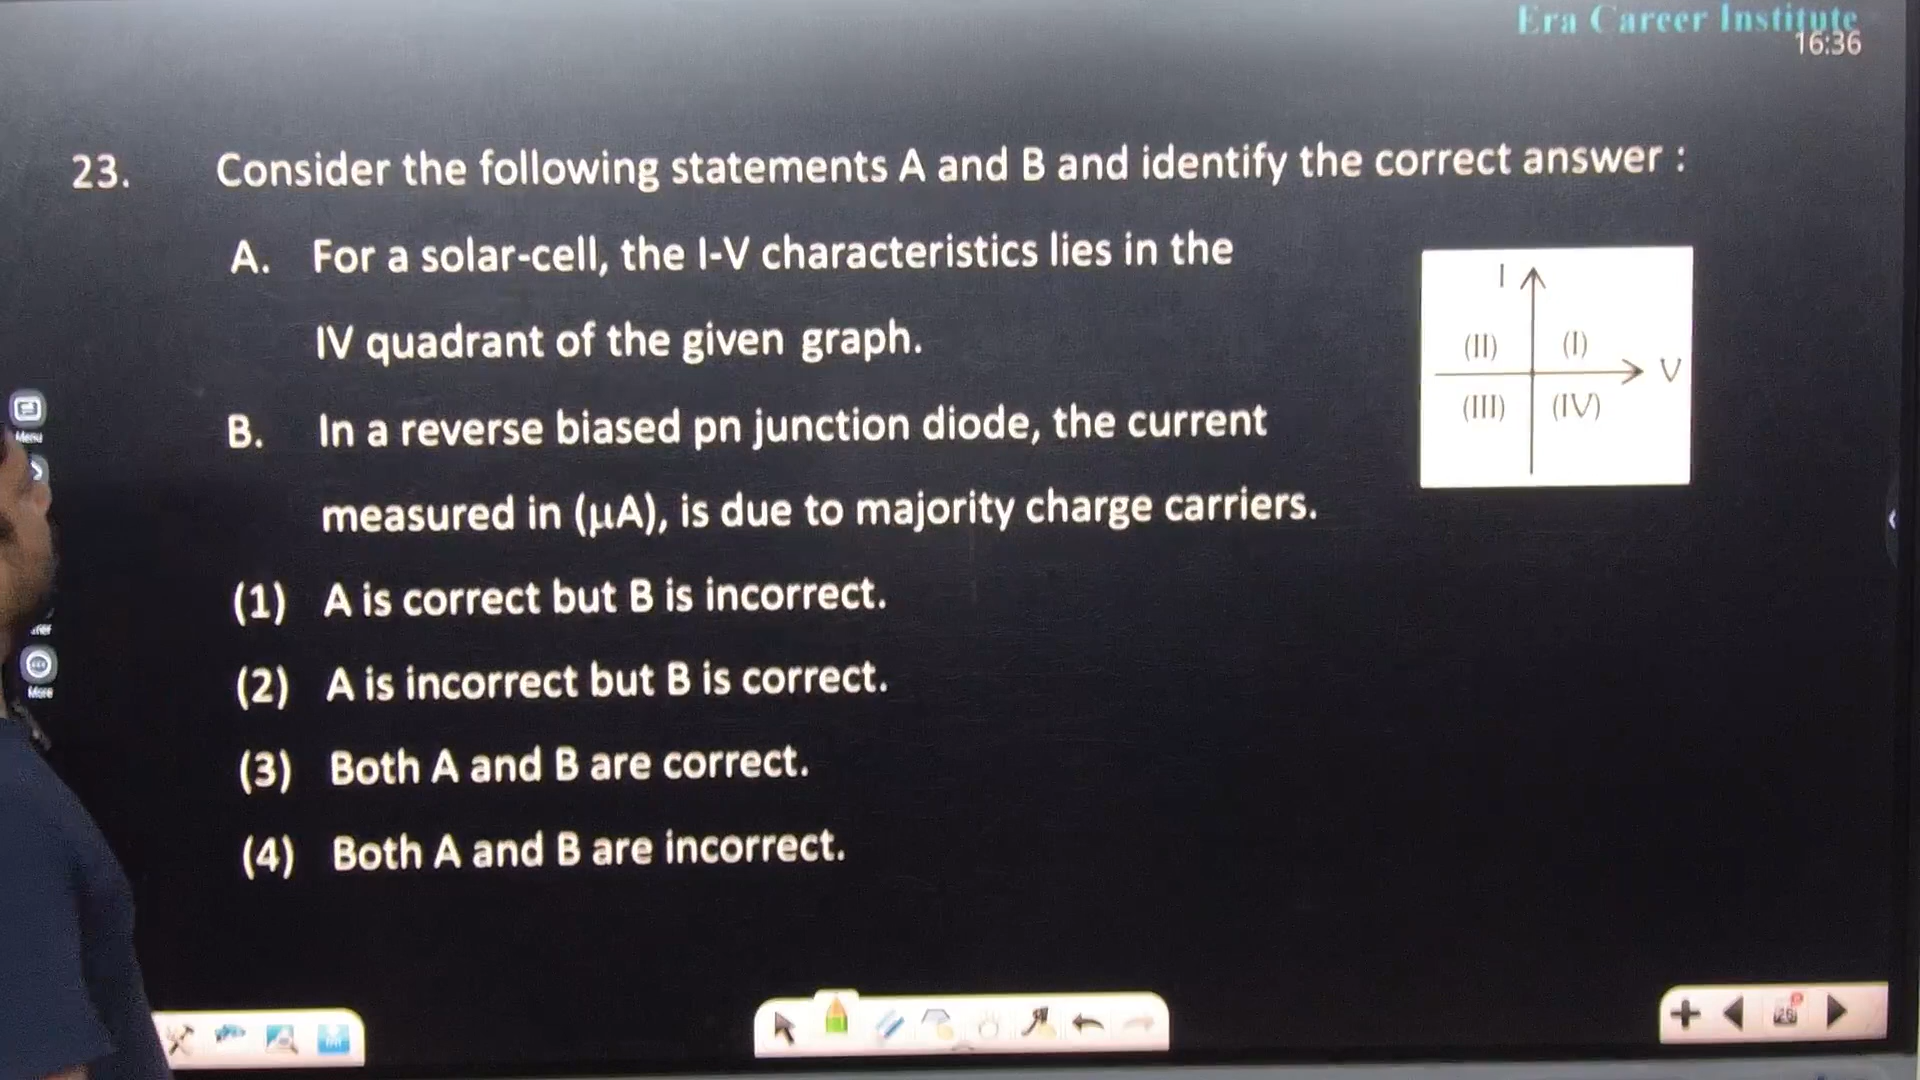 Era Career Institute
16:36
23. Consider the following statements A and B and identify the correct answer :
A. For a solar-cell, the I-V characteristics lies in the
IV quadrant of the given graph.
I
(II) (I)
V
(III) (IV)
B. In a reverse biased pn junction diode, the current
measured in (μA), is due to majority charge carriers.
(1) A is correct but B is incorrect.
(2) A is incorrect but B is correct.
(3) Both A and B are correct.
(4) Both A and B are incorrect.
Menu
More